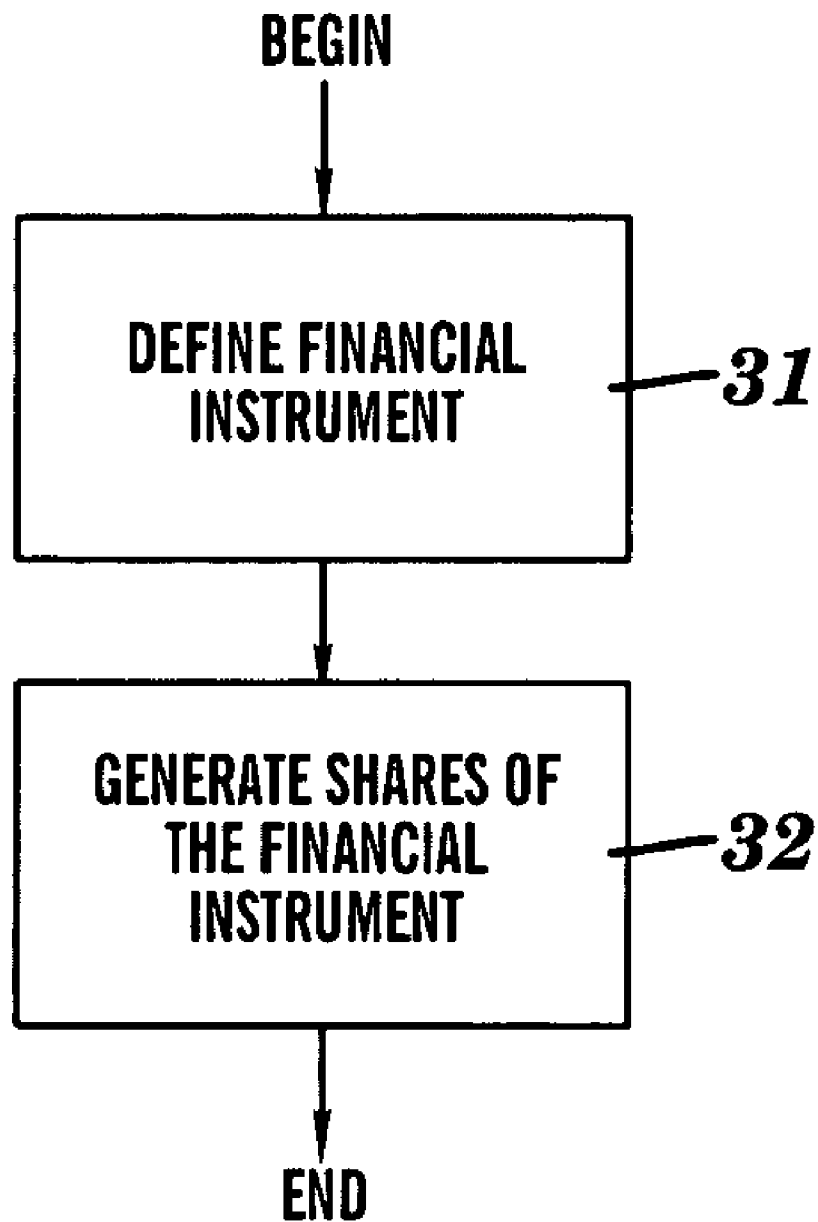 BEGIN
DEFINE FINANCIAL
INSTRUMENT
31
GENERATE SHARES OF
THE FINANCIAL
INSTRUMENT
32
END